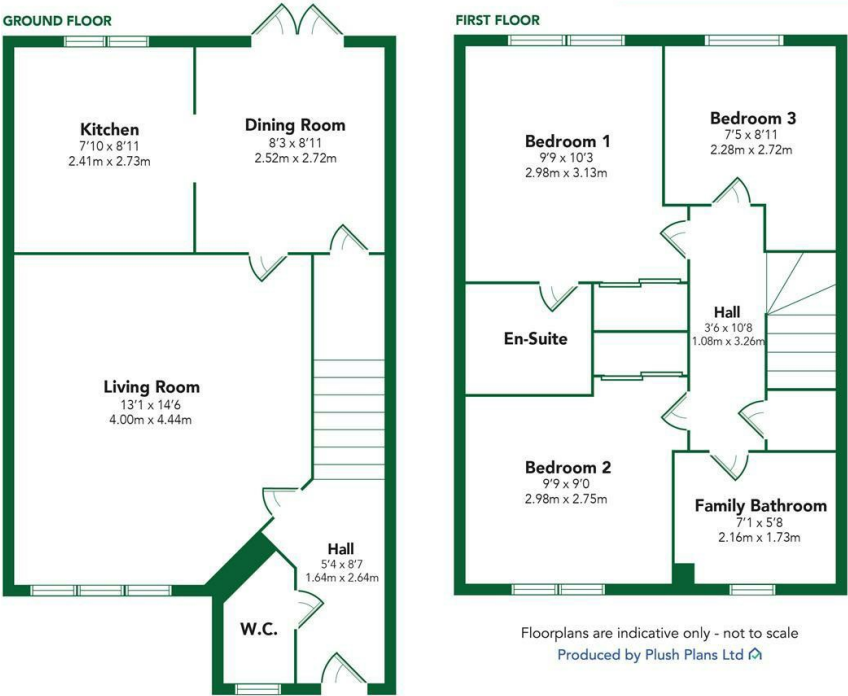 GROUND FLOOR
Kitchen
7'10 x 8'11
2.41m x 2.73m
Dining Room
8'3 x 8'11
2.52m x 2.72m
Living Room
13'1 x 14'6
4.00m x 4.44m
Hall
5'4 x 8'7
1.64m x 2.64m
W.C.
FIRST FLOOR
Bedroom 1
9'9 x 10'3
2.98m x 3.13m
Bedroom 3
7'5 x 8'11
2.28m x 2.72m
En-Suite
Hall
3'6 x 10'8
1.08m x 3.26m
Bedroom 2
9'9 x 9'0
2.98m x 2.75m
Family Bathroom
7'1 x 5'8
2.16m x 1.73m
Floorplans are indicative only - not to scale
Produced by Plush Plans Ltd